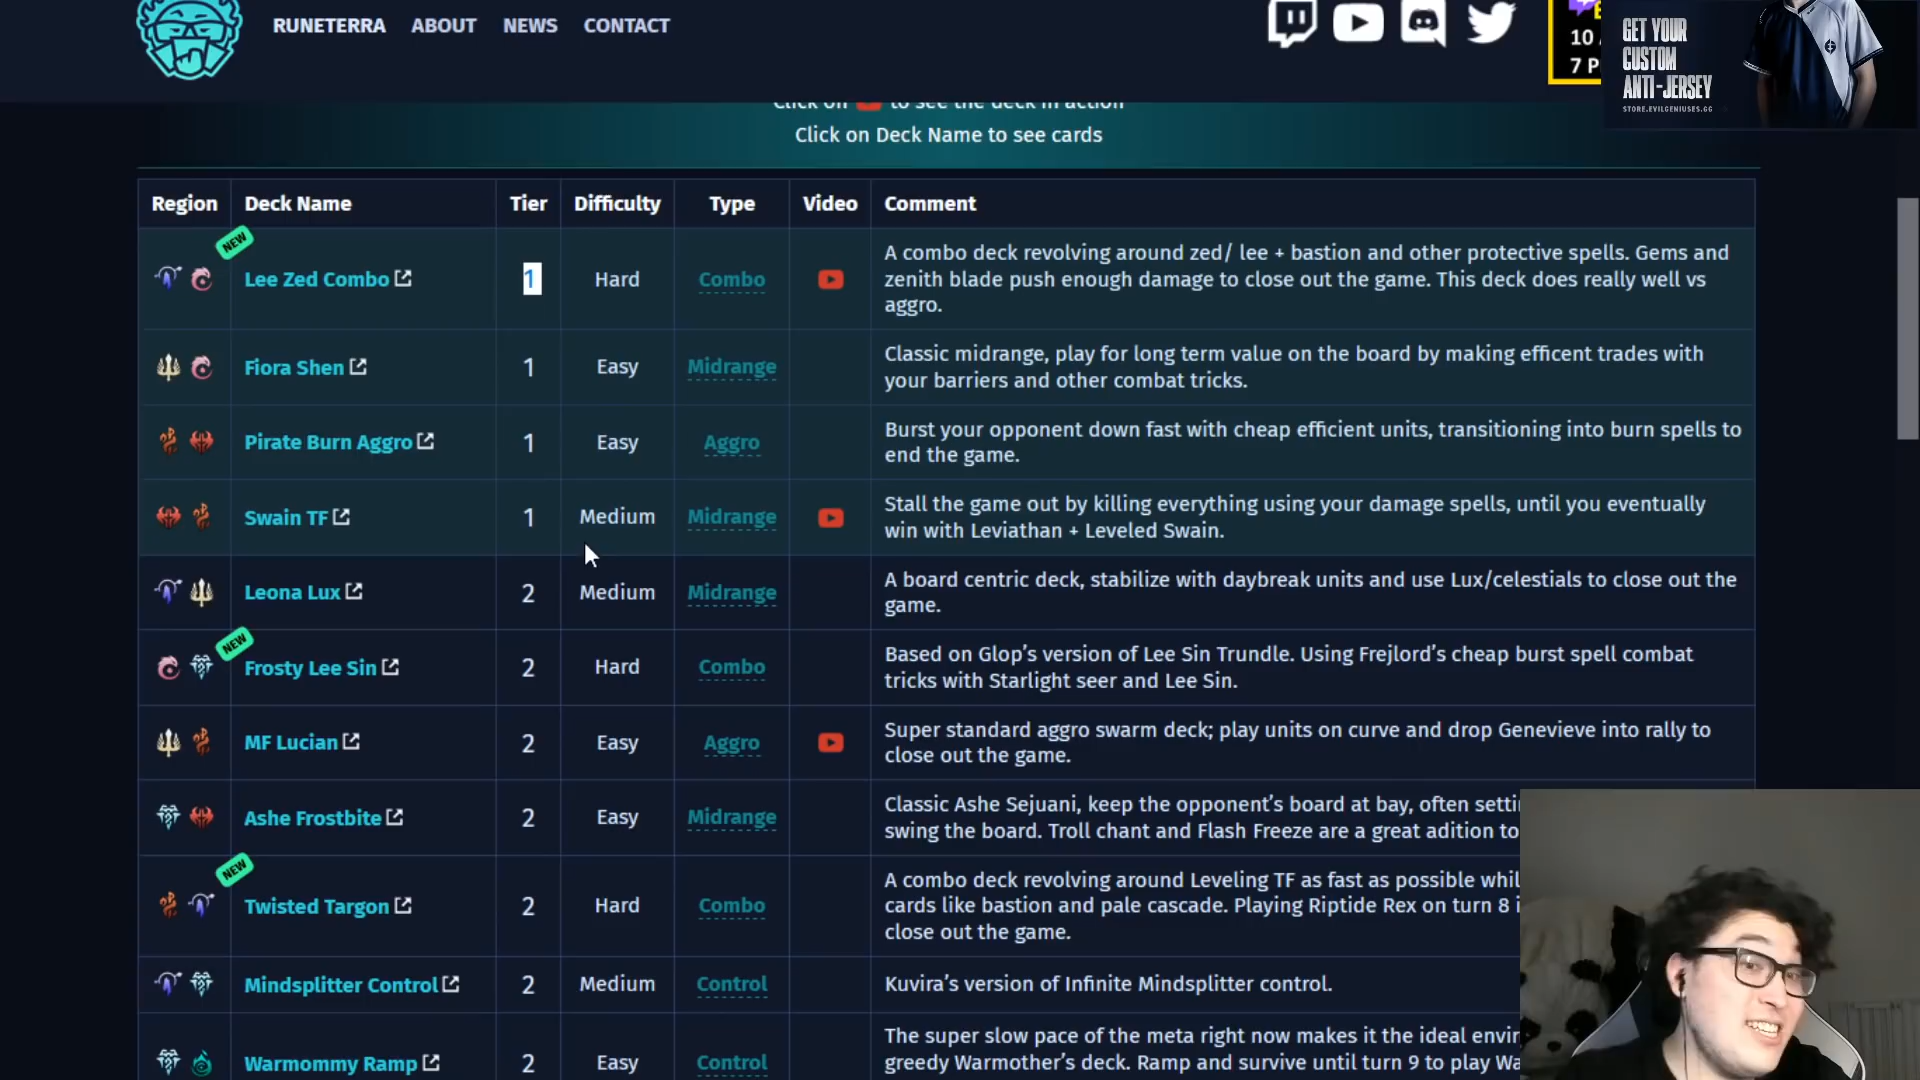 RUNETERRA ABOUT NEWS CONTACT
10
7 P
GET YOUR
CUSTOM
ANTI-JERSEY
STORE.EVILGENIUSES.GG
Click on to see the deck in action
Click on Deck Name to see cards
Region Deck Name Tier Difficulty Type Video Comment
NEW
Lee Zed Combo 1 Hard Combo
A combo deck revolving around zed/ lee + bastion and other protective spells. Gems and
zenith blade push enough damage to close out the game. This deck does really well vs
aggro.
Fiora Shen 1 Easy Midrange
Classic midrange, play for long term value on the board by making efficent trades with
your barriers and other combat tricks.
Pirate Burn Aggro 1 Easy Aggro
Burst your opponent down fast with cheap efficient units, transitioning into burn spells to
end the game.
Swain TF 1 Medium Midrange
Stall the game out by killing everything using your damage spells, until you eventually
win with Leviathan + Leveled Swain.
Leona Lux 2 Medium Midrange
A board centric deck, stabilize with daybreak units and use Lux/celestials to close out the
game.
NEW
Frosty Lee Sin 2 Hard Combo
Based on Glop's version of Lee Sin Trundle. Using Frejlord's cheap burst spell combat
tricks with Starlight seer and Lee Sin.
MF Lucian 2 Easy Aggro
Super standard aggro swarm deck; play units on curve and drop Genevieve into rally to
close out the game.
Ashe Frostbite 2 Easy Midrange
Classic Ashe Sejuani, keep the opponent's board at bay, often setti
swing the board. Troll chant and Flash Freeze are a great adition to
NEW
Twisted Targon 2 Hard Combo
A combo deck revolving around Leveling TF as fast as possible whil
cards like bastion and pale cascade. Playing Riptide Rex on turn 8 i
close out the game.
Mindsplitter Control 2 Medium Control
Kuvira's version of Infinite Mindsplitter control.
Warmommy Ramp 2 Easy Control
The super slow pace of the meta right now makes it the ideal envir
greedy Warmother's deck. Ramp and survive until turn 9 to play Wa